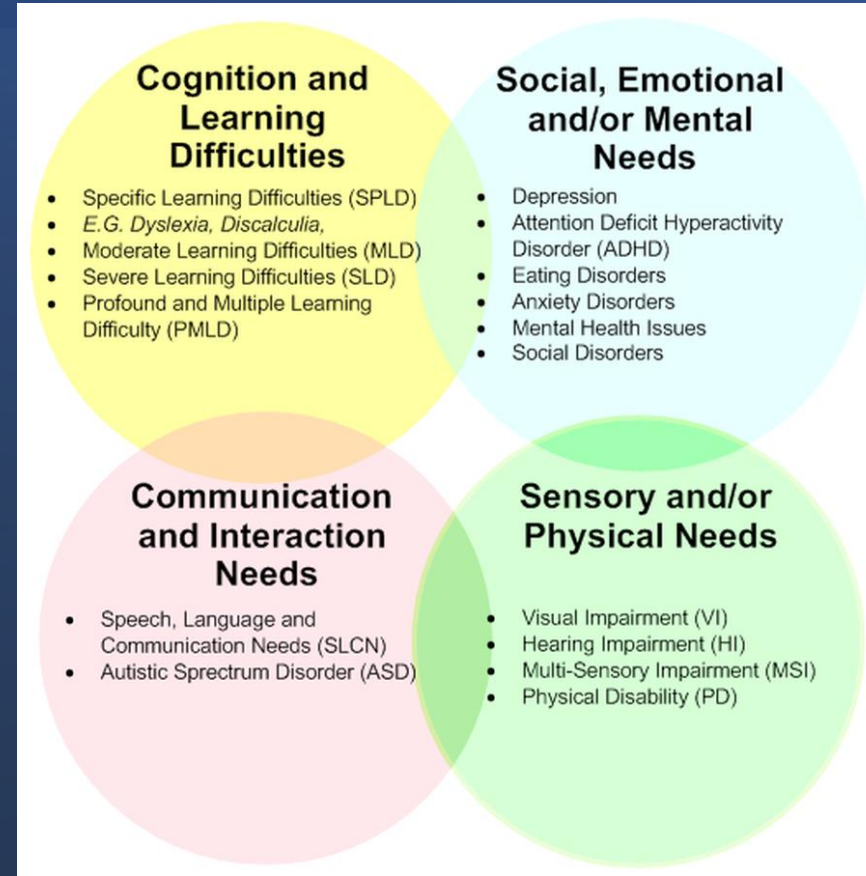 Cognition and
Learning
Difficulties
• Specific Learning Difficulties (SPLD)
• E.G. Dyslexia, Discalculia,
• Moderate Learning Difficulties (MLD)
• Severe Learning Difficulties (SLD)
• Profound and Multiple Learning
Difficulty (PMLD)
Social, Emotional
and/or Mental
Needs
• Depression
• Attention Deficit Hyperactivity
Disorder (ADHD)
• Eating Disorders
• Anxiety Disorders
• Mental Health Issues
• Social Disorders
Communication
and Interaction
Needs
• Speech, Language and
Communication Needs (SLCN)
• Autistic Sprectrum Disorder (ASD)
Sensory and/or
Physical Needs
• Visual Impairment (VI)
• Hearing Impairment (HI)
• Multi-Sensory Impairment (MSI)
• Physical Disability (PD)